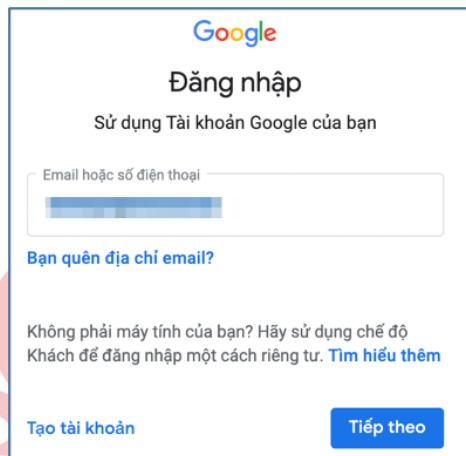 Google
Đăng nhập
Sử dụng Tài khoản Google của bạn
Email hoặc số điện thoại
Bạn quên địa chỉ email?
Không phải máy tính của bạn? Hãy sử dụng chế độ
Khách để đăng nhập một cách riêng tư. Tìm hiểu thêm
Tạo tài khoản
Tiếp theo